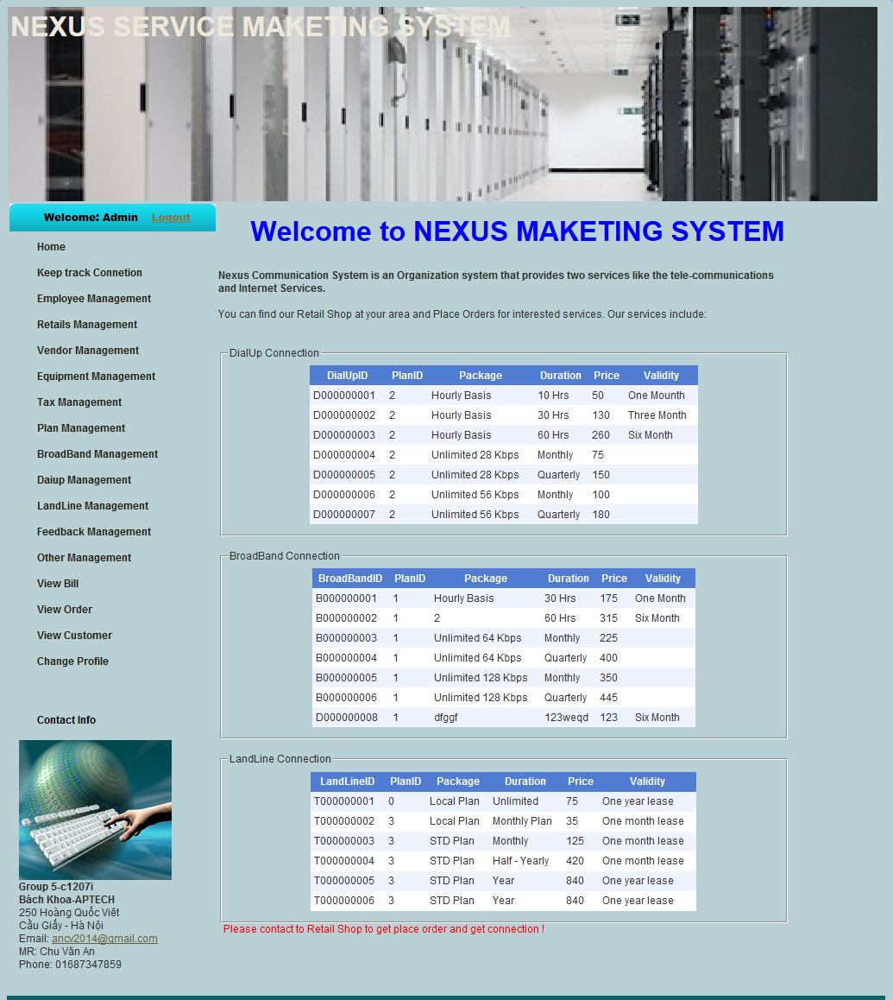 NEXUS SERVICE MAKETING SYSTEM
Welcome: Admin Logout
Home
Keep track Connetion
Employee Management
Retails Management
Vendor Management
Equipment Management
Tax Management
Plan Management
BroadBand Management
Daiup Management
LandLine Management
Feedback Management
Other Management
View Bill
View Order
View Customer
Change Profile
Contact Info
Group 5-c1207i
Bách Khoa-APTECH
250 Hoàng Quốc Việt
Cầu Giấy - Hà Nội
Email: ancv2014@gmail.com
MR: Chu Văn An
Phone: 01687347859
Welcome to NEXUS MAKETING SYSTEM
Nexus Communication System is an Organization system that provides two services like the tele-communications
and Internet Services.
You can find our Retail Shop at your area and Place Orders for interested services. Our services include:
DialUp Connection
DialUpID PlanID Package Duration Price Validity
D000000001 2 Hourly Basis 10 Hrs 50 One Mounth
D000000002 2 Hourly Basis 30 Hrs 130 Three Month
D000000003 2 Hourly Basis 60 Hrs 260 Six Month
D000000004 2 Unlimited 28 Kbps Monthly 75
D000000005 2 Unlimited 28 Kbps Quarterly 150
D000000006 2 Unlimited 56 Kbps Monthly 100
D000000007 2 Unlimited 56 Kbps Quarterly 180
BroadBand Connection
BroadBandID PlanID Package Duration Price Validity
B000000001 1 Hourly Basis 30 Hrs 175 One Month
B000000002 1 2 60 Hrs 315 Six Month
B000000003 1 Unlimited 64 Kbps Monthly 225
B000000004 1 Unlimited 64 Kbps Quarterly 400
B000000005 1 Unlimited 128 Kbps Monthly 350
B000000006 1 Unlimited 128 Kbps Quarterly 445
D000000008 1 dfggf 123weqd 123 Six Month
LandLine Connection
LandLineID PlanID Package Duration Price Validity
T000000001 0 Local Plan Unlimited 75 One year lease
T000000002 3 Local Plan Monthly Plan 35 One month lease
T000000003 3 STD Plan Monthly 125 One month lease
T000000004 3 STD Plan Half - Yearly 420 One month lease
T000000005 3 STD Plan Year 840 One year lease
T000000006 3 STD Plan Year 840 One year lease
Please contact to Retail Shop to get place order and get connection !